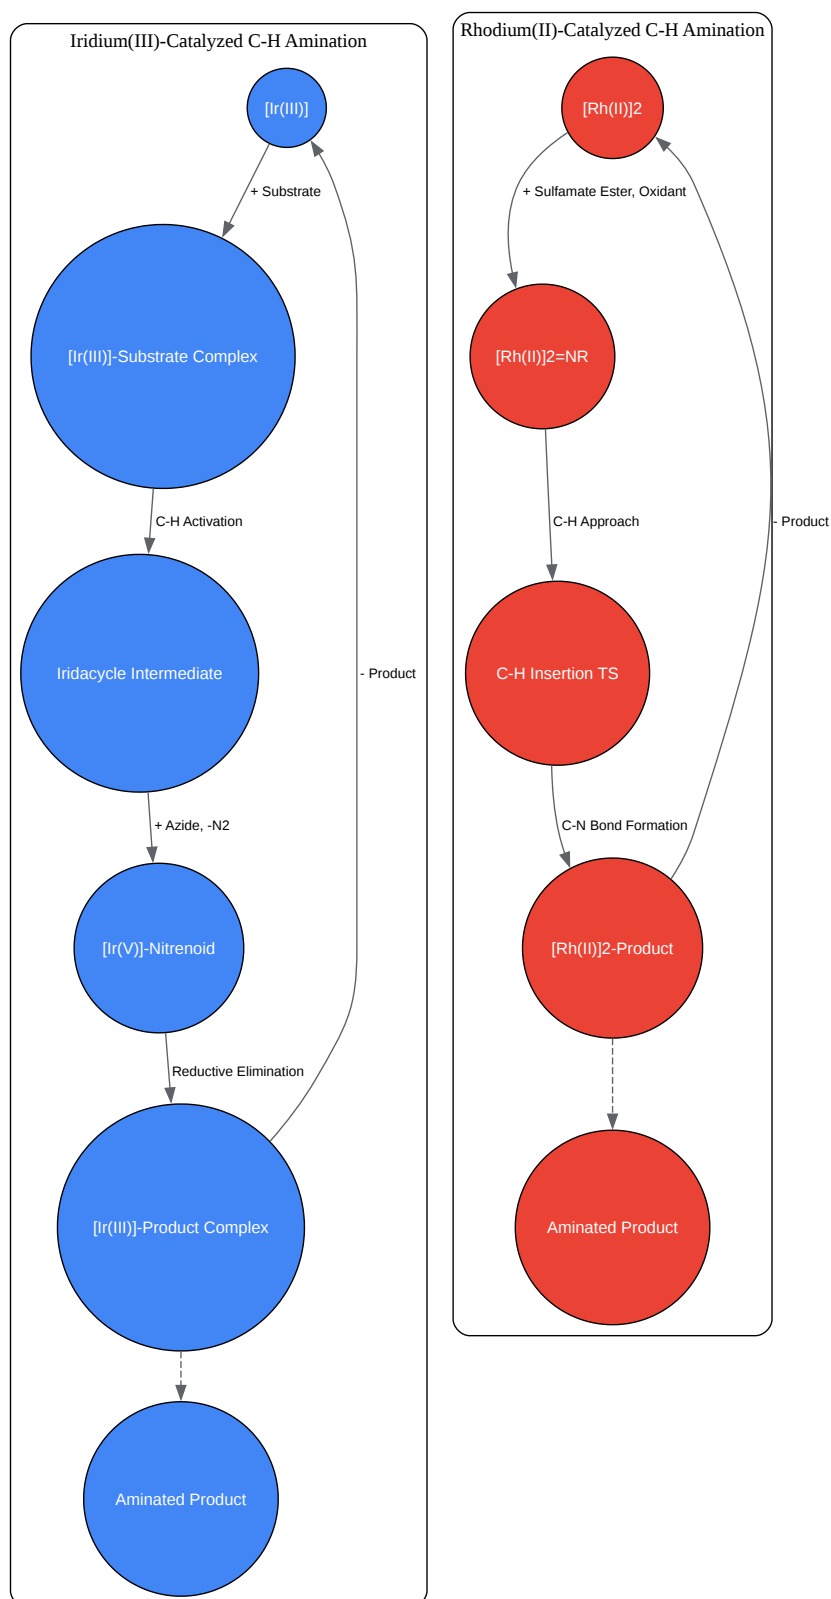 Iridium(III)-Catalyzed C-H Amination
[Ir(III)]
+ Substrate
[Ir(III)]-Substrate Complex
C-H Activation
Iridacycle Intermediate
- Product
+ Azide, -N2
[Ir(V)]-Nitrenoid
Reductive Elimination
[Ir(III)]-Product Complex
Aminated Product
Rhodium(II)-Catalyzed C-H Amination
[Rh(II)]2
+ Sulfamate Ester, Oxidant
[Rh(II)]2=NR
C-H Approach
- Product
C-H Insertion TS
C-N Bond Formation
[Rh(II)]2-Product
Aminated Product